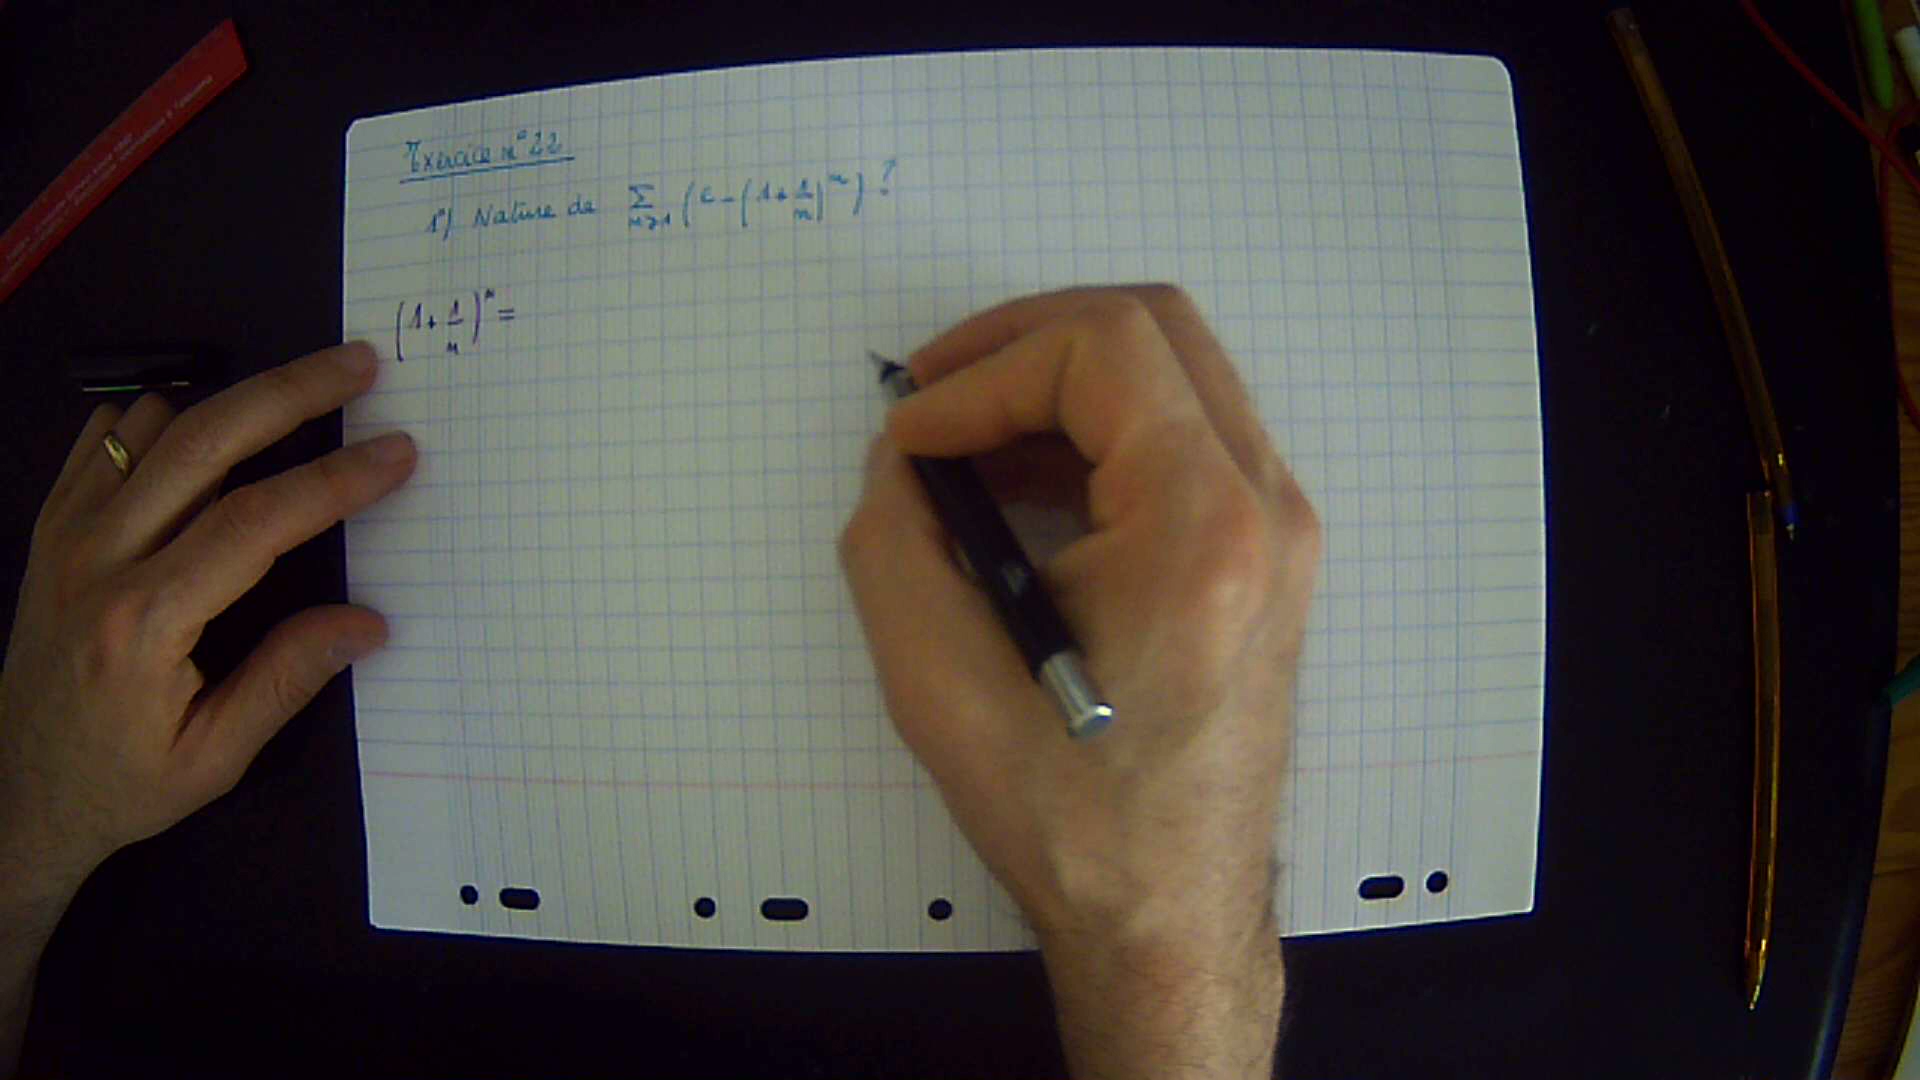 Exercice n°22
1°) Nature de ∑ n⩾1 (e - (1 + 1/n)^n) ?
(1 + 1/n)^n =